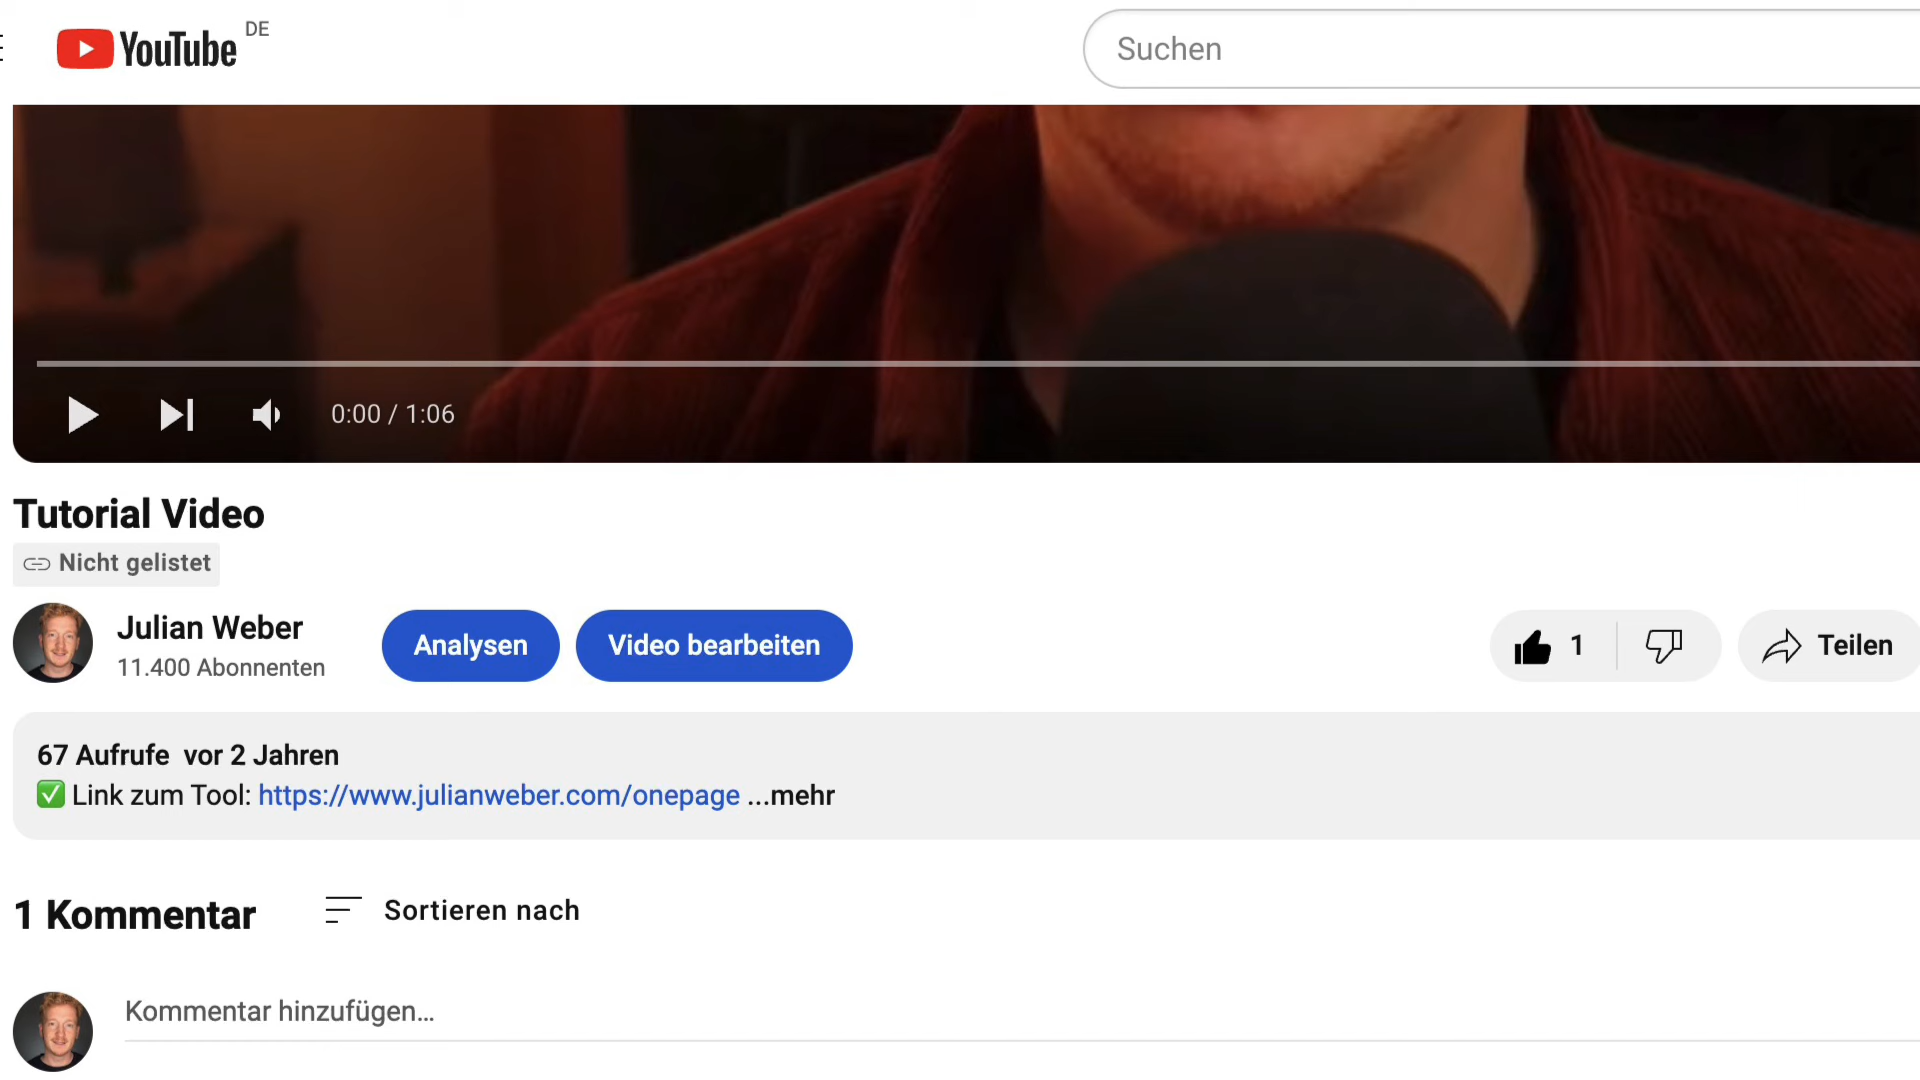 YouTube DE
Suchen
0:00 / 1:06
Tutorial Video
Nicht gelistet
Julian Weber
11.400 Abonnenten
Analysen
Video bearbeiten
1
Teilen
67 Aufrufe vor 2 Jahren
✅ Link zum Tool: https://www.julianweber.com/onepage ...mehr
1 Kommentar
Sortieren nach
Kommentar hinzufügen…